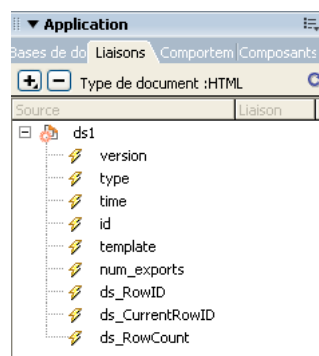 Application
Bases de do Liaisons Comportem Composants
Type de document :HTML
Source Liaison
ds1
version
type
time
id
template
num_exports
ds_RowID
ds_CurrentRowID
ds_RowCount